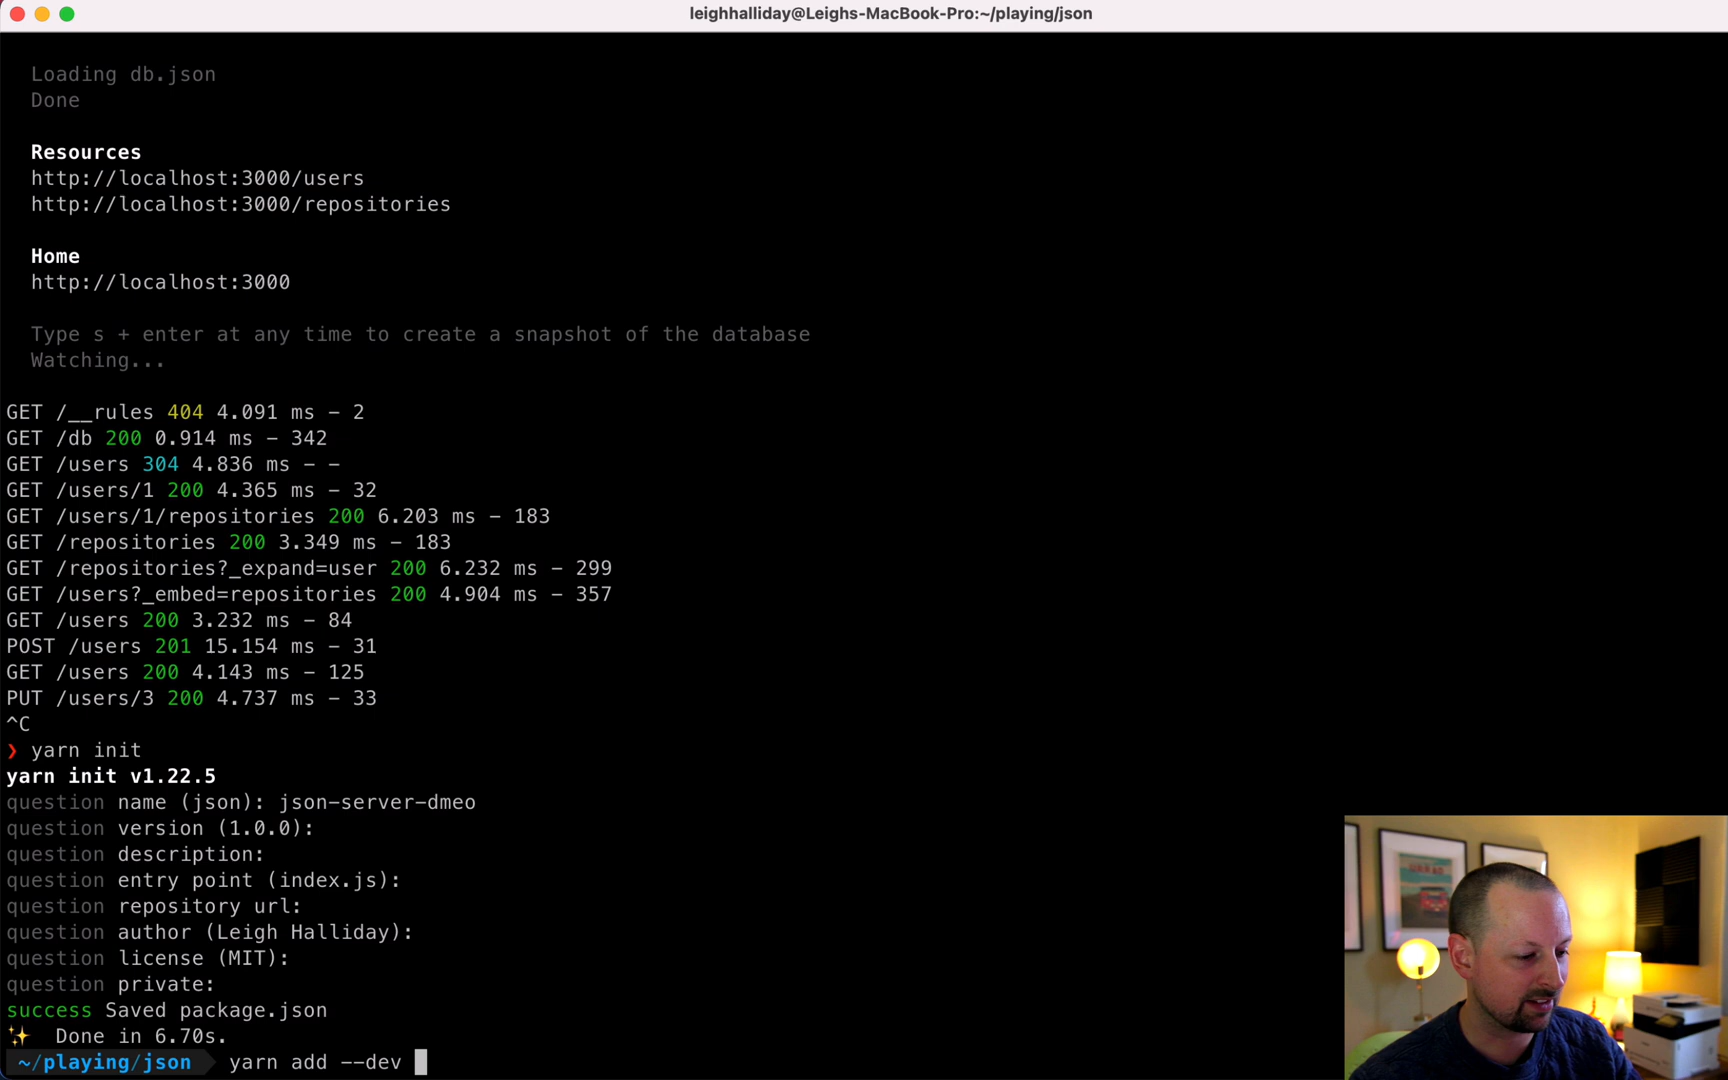 leighhalliday@Leighs-MacBook-Pro:~/playing/json
Loading db.json
Done
Resources
http://localhost:3000/users
http://localhost:3000/repositories
Home
http://localhost:3000
Type s + enter at any time to create a snapshot of the database
Watching...
GET /__rules 404 4.091 ms - 2
GET /db 200 0.914 ms - 342
GET /users 304 4.836 ms - -
GET /users/1 200 4.365 ms - 32
GET /users/1/repositories 200 6.203 ms - 183
GET /repositories 200 3.349 ms - 183
GET /repositories?_expand=user 200 6.232 ms - 299
GET /users?_embed=repositories 200 4.904 ms - 357
GET /users 200 3.232 ms - 84
POST /users 201 15.154 ms - 31
GET /users 200 4.143 ms - 125
PUT /users/3 200 4.737 ms - 33
^C
❯ yarn init
yarn init v1.22.5
question name (json): json-server-dmeo
question version (1.0.0):
question description:
question entry point (index.js):
question repository url:
question author (Leigh Halliday):
question license (MIT):
question private:
success Saved package.json
✨ Done in 6.70s.
~/playing/json yarn add --dev